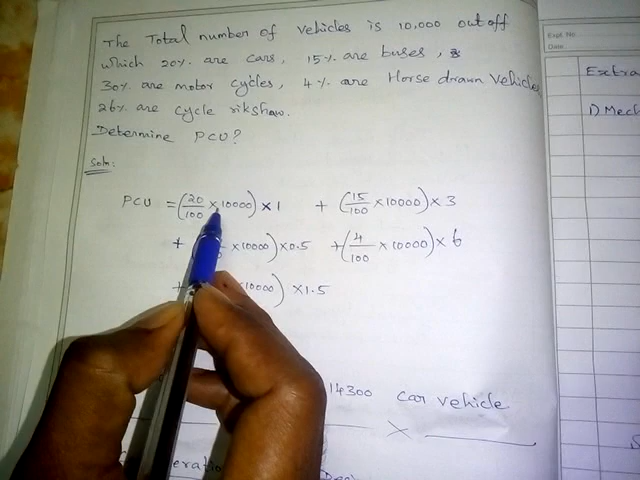 The Total number of Vehicles is 10,000 out off
which 20% are cars, 15% are buses,
30% are motor cycles, 4% are Horse drawn Vehicles
26% are cycle rikshaw.
Determine PCU?
Soln:
PCU = (20/100 × 10000) × 1 + (15/100 × 10000) × 3
+ × 10000) × 0.5 + (4/100 × 10000) × 6
+ × 10000) × 1.5
14300 car vehicle
×
Expt. No.
Date
Extra
1) Mech